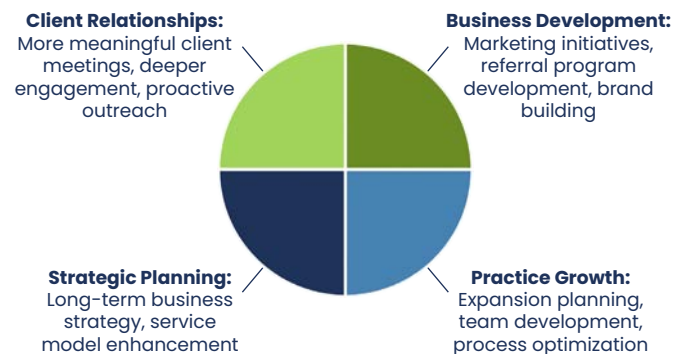 Client Relationships:
More meaningful client
meetings, deeper
engagement, proactive
outreach
Business Development:
Marketing initiatives,
referral program
development, brand
building
Strategic Planning:
Long-term business
strategy, service
model enhancement
Practice Growth:
Expansion planning,
team development,
process optimization